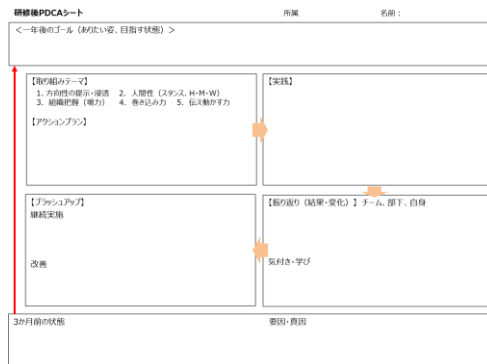 研修後PDCAシート 所属 名前：
＜一年後のゴール（ありたい姿、目指す状態）＞
【取り組みテーマ】
1．方向性の提示・浸透 2．人間性（スタンス、H・M・W）
3．組織把握（場力） 4．巻き込み力 5．伝え動かす力
【アクションプラン】
【実践】
【ブラッシュアップ】
継続実施
改善
【振り返り（結果・変化）】チーム、部下、自身
気付き・学び
3か月前の状態 要因・真因